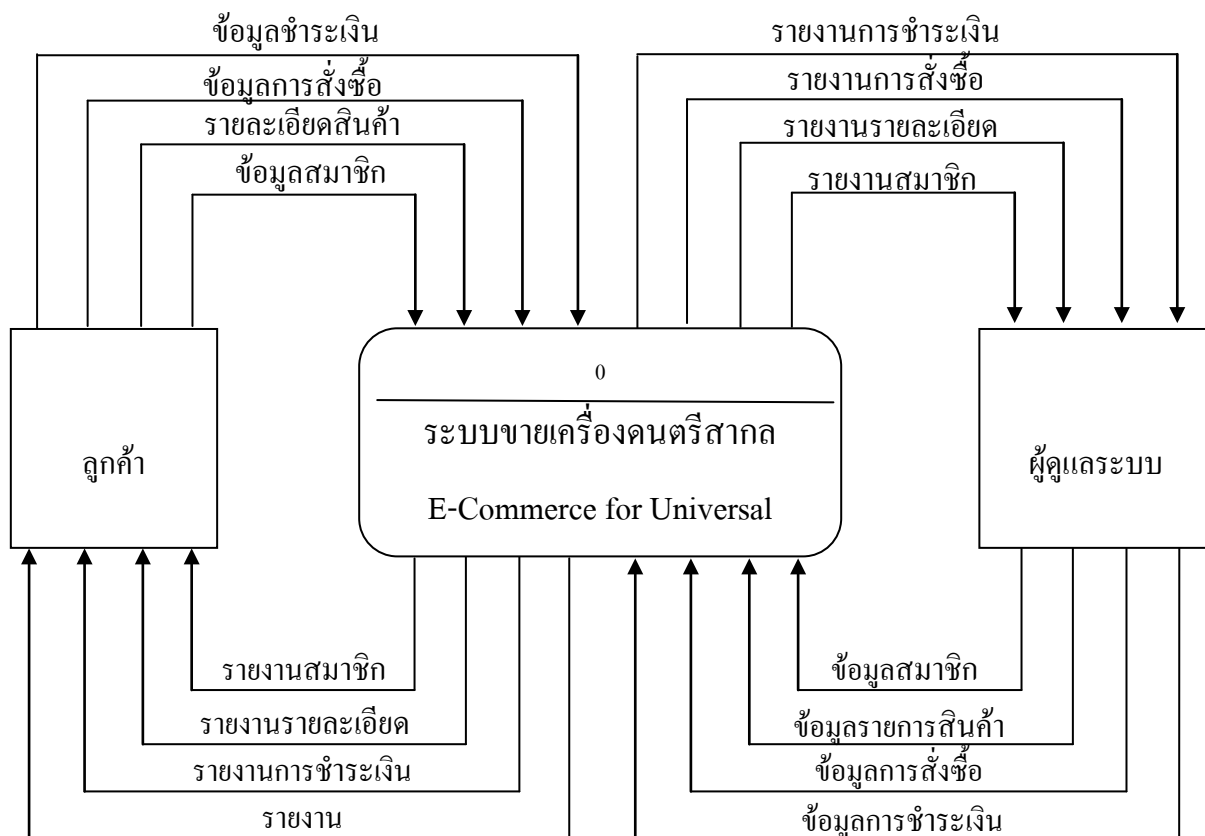 ข้อมูลชำระเงิน
ข้อมูลการสั่งซื้อ
รายละเอียดสินค้า
ข้อมูลสมาชิก
รายงานการชำระเงิน
รายงานการสั่งซื้อ
รายงานรายละเอียด
รายงานสมาชิก
ลูกค้า
0
ระบบขายเครื่องดนตรีสากล
E-Commerce for Universal
ผู้ดูแลระบบ
รายงานสมาชิก
รายงานรายละเอียด
รายงานการชำระเงิน
รายงาน
ข้อมูลสมาชิก
ข้อมูลรายการสินค้า
ข้อมูลการสั่งซื้อ
ข้อมูลการชำระเงิน